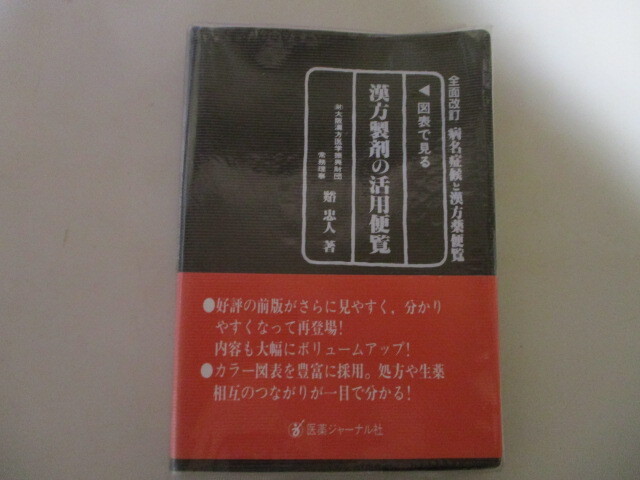 全面改訂 病名症候と漢方薬便覧
◀図表で見る
漢方製剤の活用便覧
㈶大阪漢方医学振興財団
常務理事
谿 忠人 著
●好評の前版がさらに見やすく，分かり
やすくなって再登場！
内容も大幅にボリュームアップ！
●カラー図表を豊富に採用。処方や生薬
相互のつながりが一目で分かる！
医薬ジャーナル社